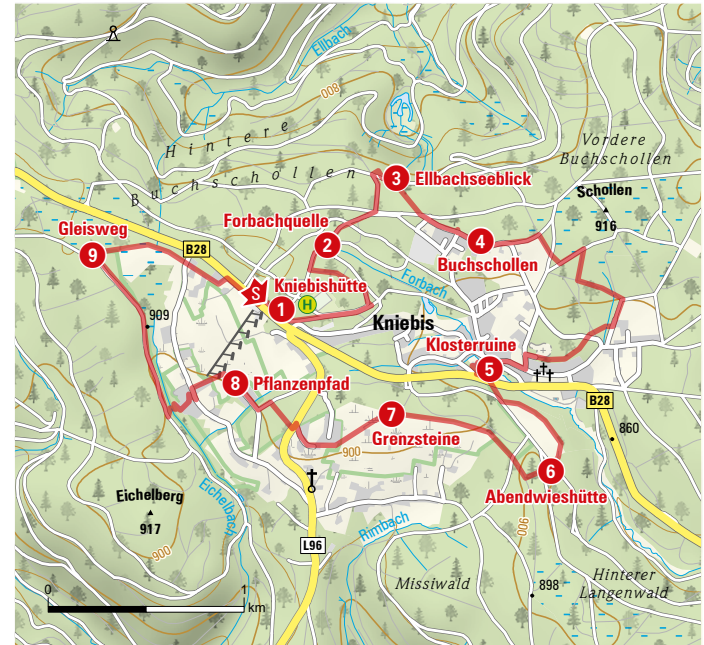 Ellbach
800
Hintere
Buchschollen
Vordere
Buchschollen
3 Ellbachseeblick
Schollen
916
Gleisweg
9
B28
Forbachquelle
2
4
Buchschollen
Forbach
Kniebishütte
S
1
H
909
Kniebis
Klosterruine
5
8 Pflanzenpfad
7
Grenzsteine
B28
860
900
6
Abendwieshütte
Eichelberg
917
900
Eichelbach
Rimbach
900
L96
Missiwald
898
Hinterer
Langenwald
0 1
km